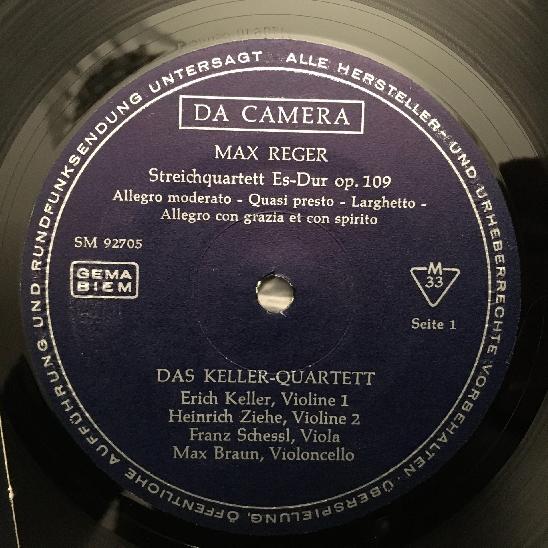 ALLE HERSTELLER- UND URHEBERRECHTE VORBEHALTEN. ÜBERSPIELUNG, ÖFFENTLICHE AUFFÜHRUNG UND RUNDFUNKSENDUNG UNTERSAGT
DA CAMERA
MAX REGER
Streichquartett Es-Dur op. 109
Allegro moderato - Quasi presto - Larghetto -
Allegro con grazia et con spirito
SM 92705
GEMA
BIEM
M
33
Seite 1
DAS KELLER-QUARTETT
Erich Keller, Violine 1
Heinrich Ziehe, Violine 2
Franz Schessl, Viola
Max Braun, Violoncello